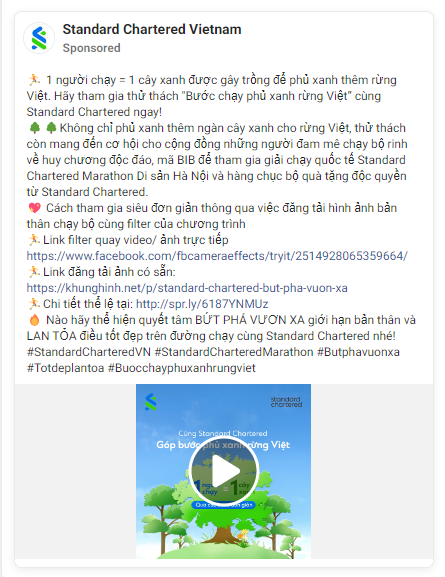 Standard Chartered Vietnam
Sponsored
🏃 1 người chạy = 1 cây xanh được gây trồng để phủ xanh thêm rừng
Việt. Hãy tham gia thử thách "Bước chạy phủ xanh rừng Việt" cùng
Standard Chartered ngay!
🌳🌳Không chỉ phủ xanh thêm ngàn cây xanh cho rừng Việt, thử thách
còn mang đến cơ hội cho cộng đồng những người đam mê chạy bộ rinh
về huy chương độc đáo, mã BIB để tham gia giải chạy quốc tế Standard
Chartered Marathon Di sản Hà Nội và hàng chục bộ quà tặng độc quyền
từ Standard Chartered.
💖 Cách tham gia siêu đơn giản thông qua việc đăng tải hình ảnh bản
thân chạy bộ cùng filter của chương trình
🏃Link filter quay video/ ảnh trực tiếp
https://www.facebook.com/fbcameraeffects/tryit/2514928065359664/
🏃Link đăng tải ảnh có sẵn:
https://khunghinh.net/p/standard-chartered-but-pha-vuon-xa
🏃Chi tiết thể lệ tại: http://spr.ly/6187YNMUz
🔥 Nào hãy thể hiện quyết tâm BỨT PHÁ VƯƠN XA giới hạn bản thân và
LAN TỎA điều tốt đẹp trên đường chạy cùng Standard Chartered nhé!
#StandardCharteredVN #StandardCharteredMarathon #Butphavuonxa
#Totdeplantoa #Buocchayphuxanhrungviet
standard
chartered
Cùng Standard Chartered
Góp bước phủ xanh rừng Việt
1
chạy
1